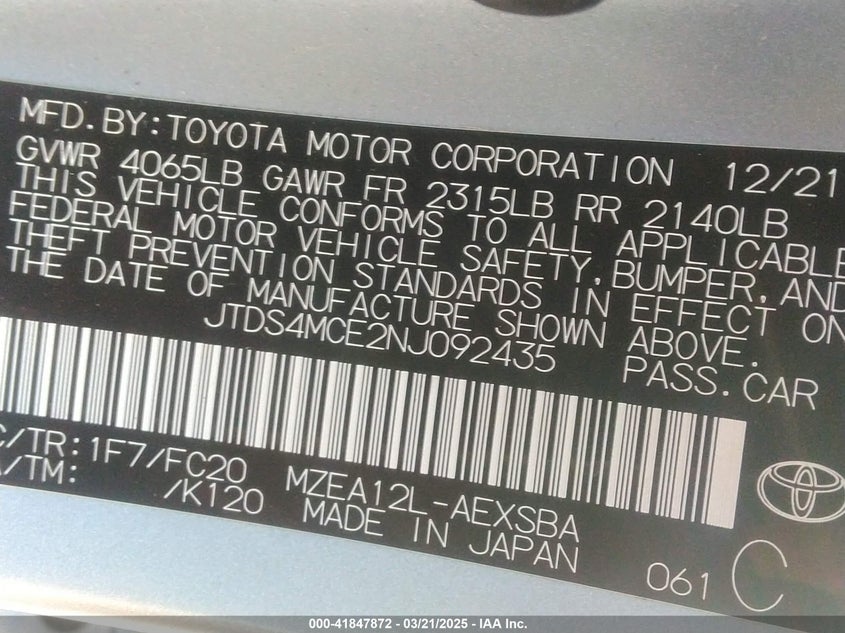 MFD.BY:TOYOTA MOTOR CORPORATION 12/21
GVWR 4065LB GAWR FR 2315LB RR 2140LB
THIS VEHICLE CONFORMS TO ALL APPLICABLE
FEDERAL MOTOR VEHICLE SAFETY,BUMPER,AND
THEFT PREVENTION STANDARDS IN EFFECT ON
THE DATE OF MANUFACTURE SHOWN ABOVE.
JTDS4MCE2NJ092435 PASS.CAR
C/TR:1F7/FC20 MZEA12L-AEXSBA
A/TM: /K120 MADE IN JAPAN
061 C
000-41847872 – 03/21/2025 – IAA Inc.